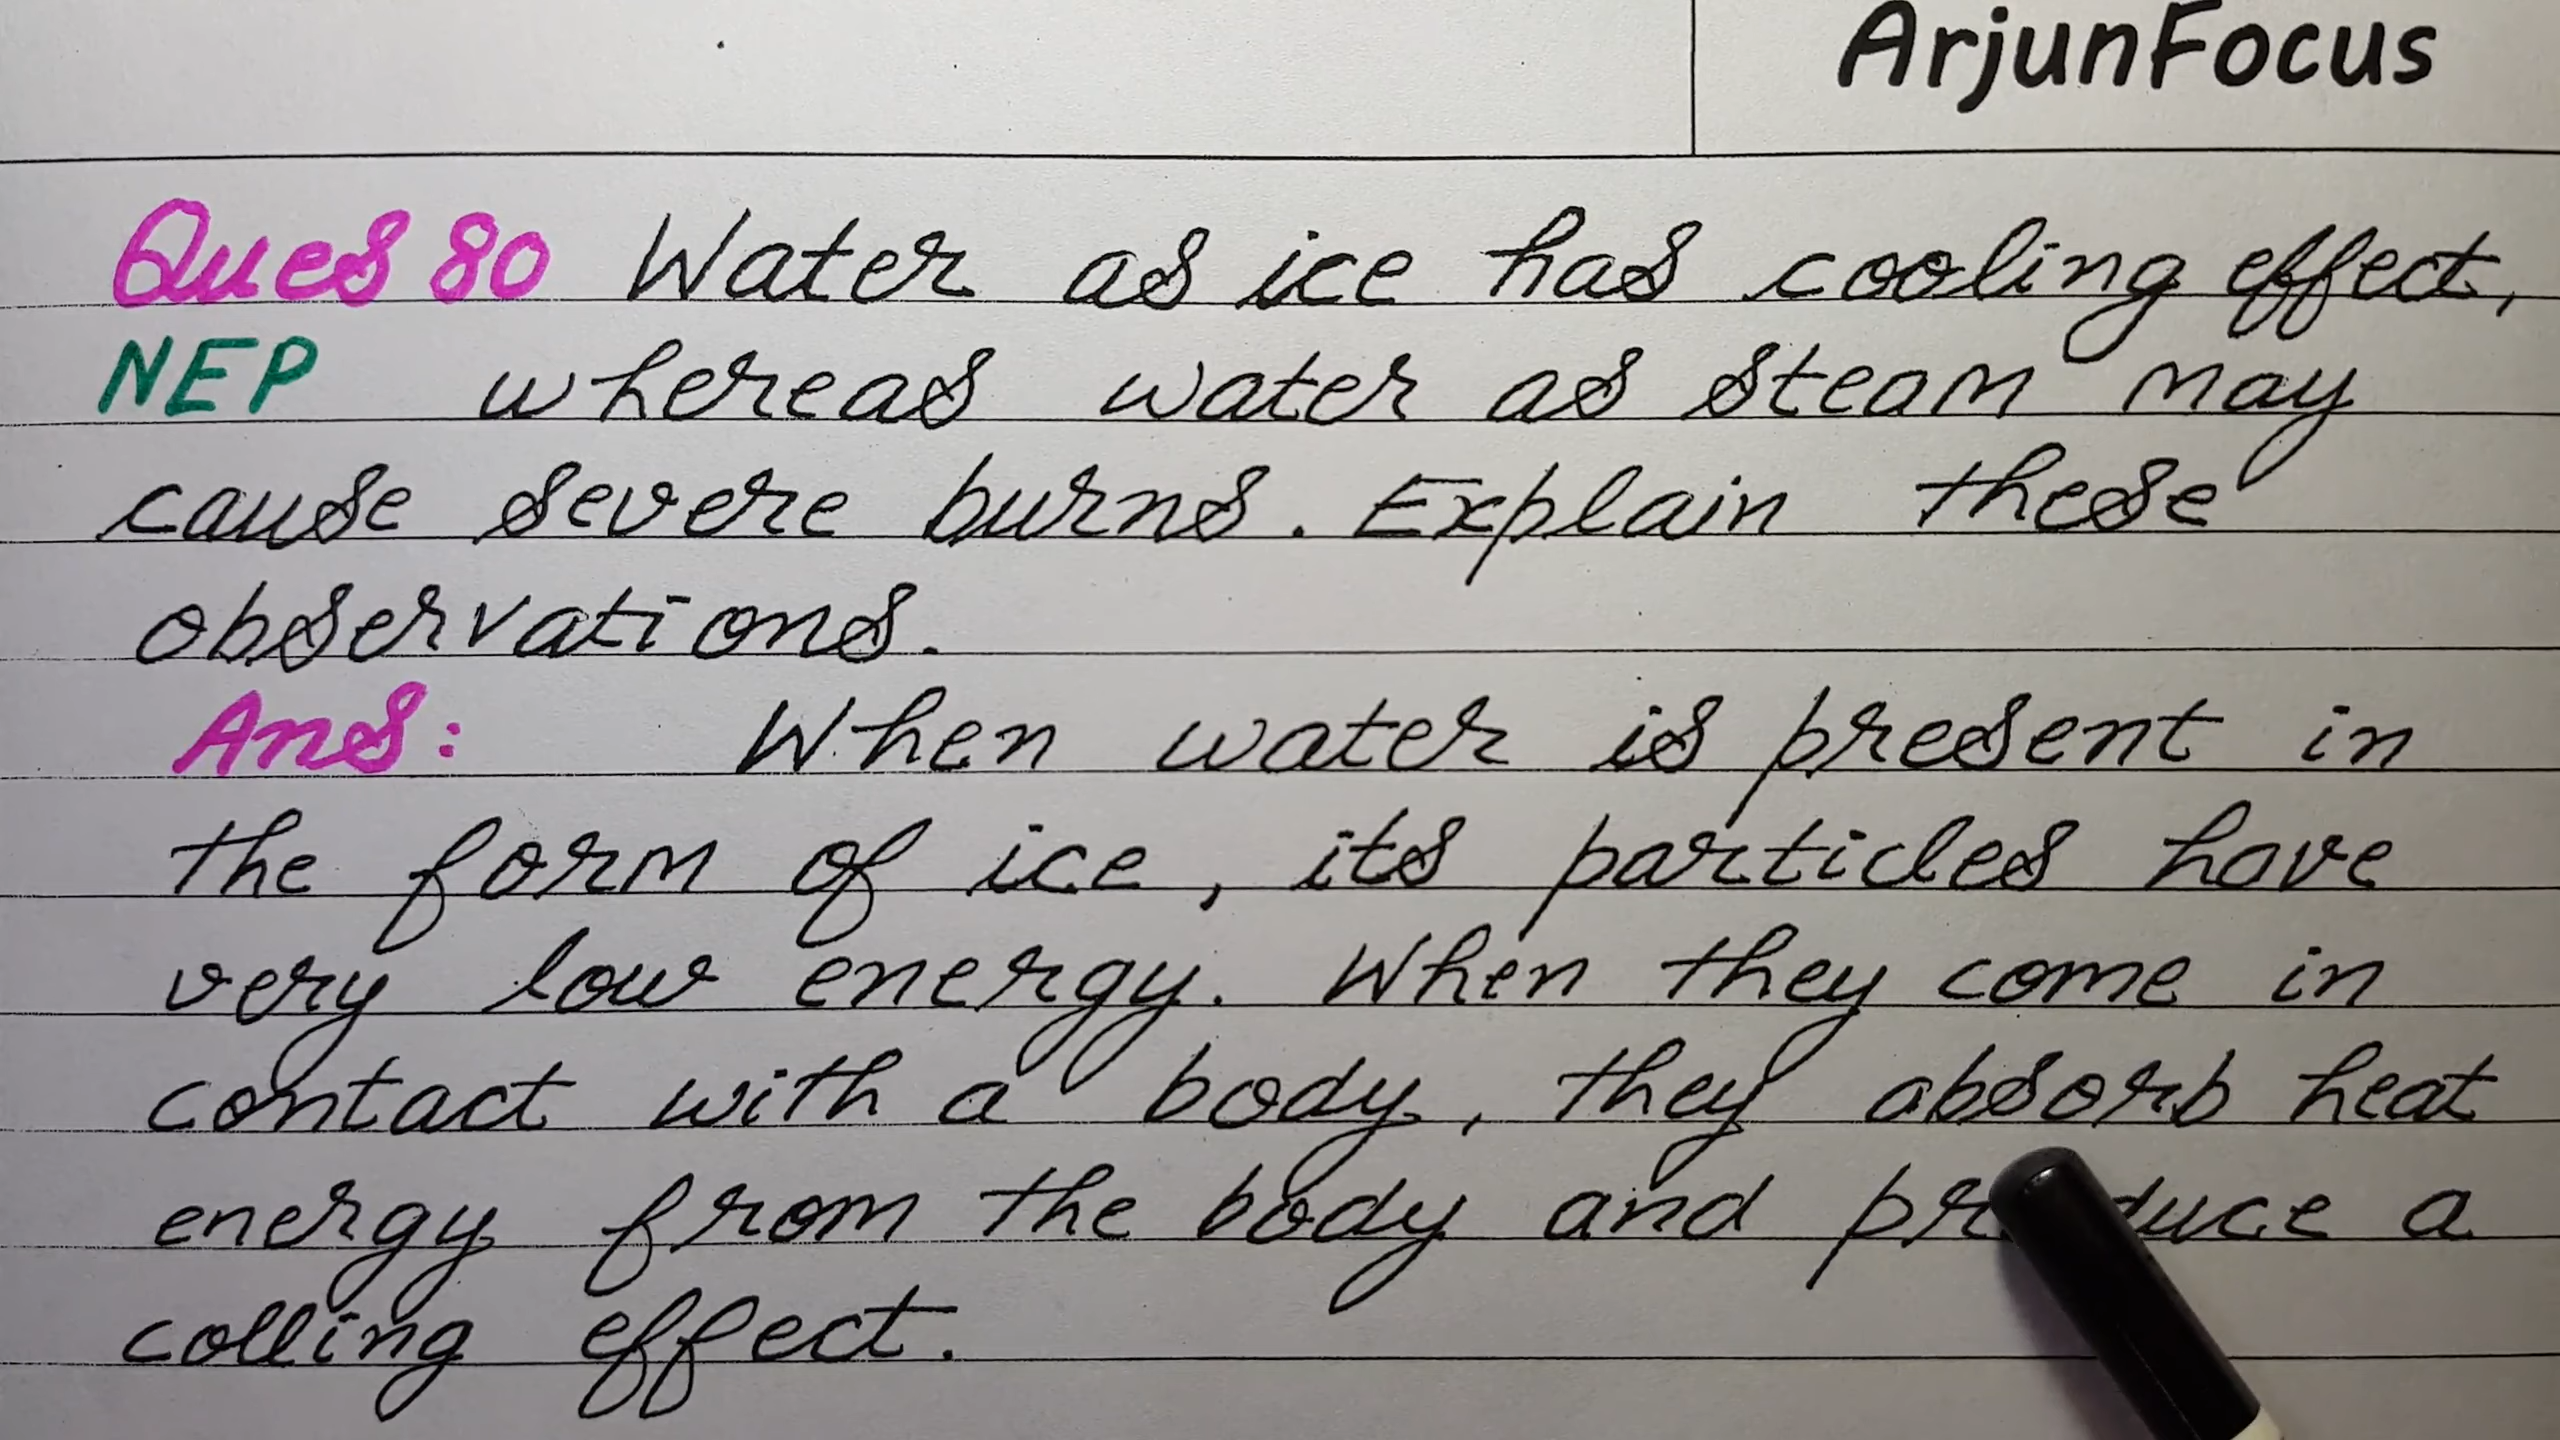 ArjunFocus
Ques 80 Water as ice has cooling effect,
NEP whereas water as steam may
cause severe burns. Explain these
observations.
Ans: When water is present in
the form of ice, its particles have
very low energy. When they come in
contact with a body, they absorb heat
energy from the body and produce a
colling effect.